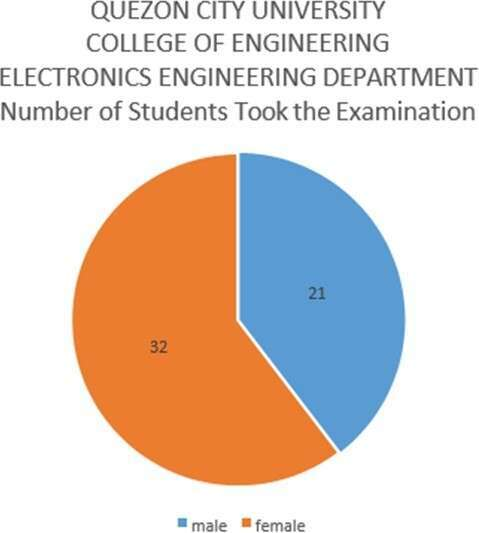 QUEZON CITY UNIVERSITY
COLLEGE OF ENGINEERING
ELECTRONICS ENGINEERING DEPARTMENT
Number of Students Took the Examination
21
32
male female